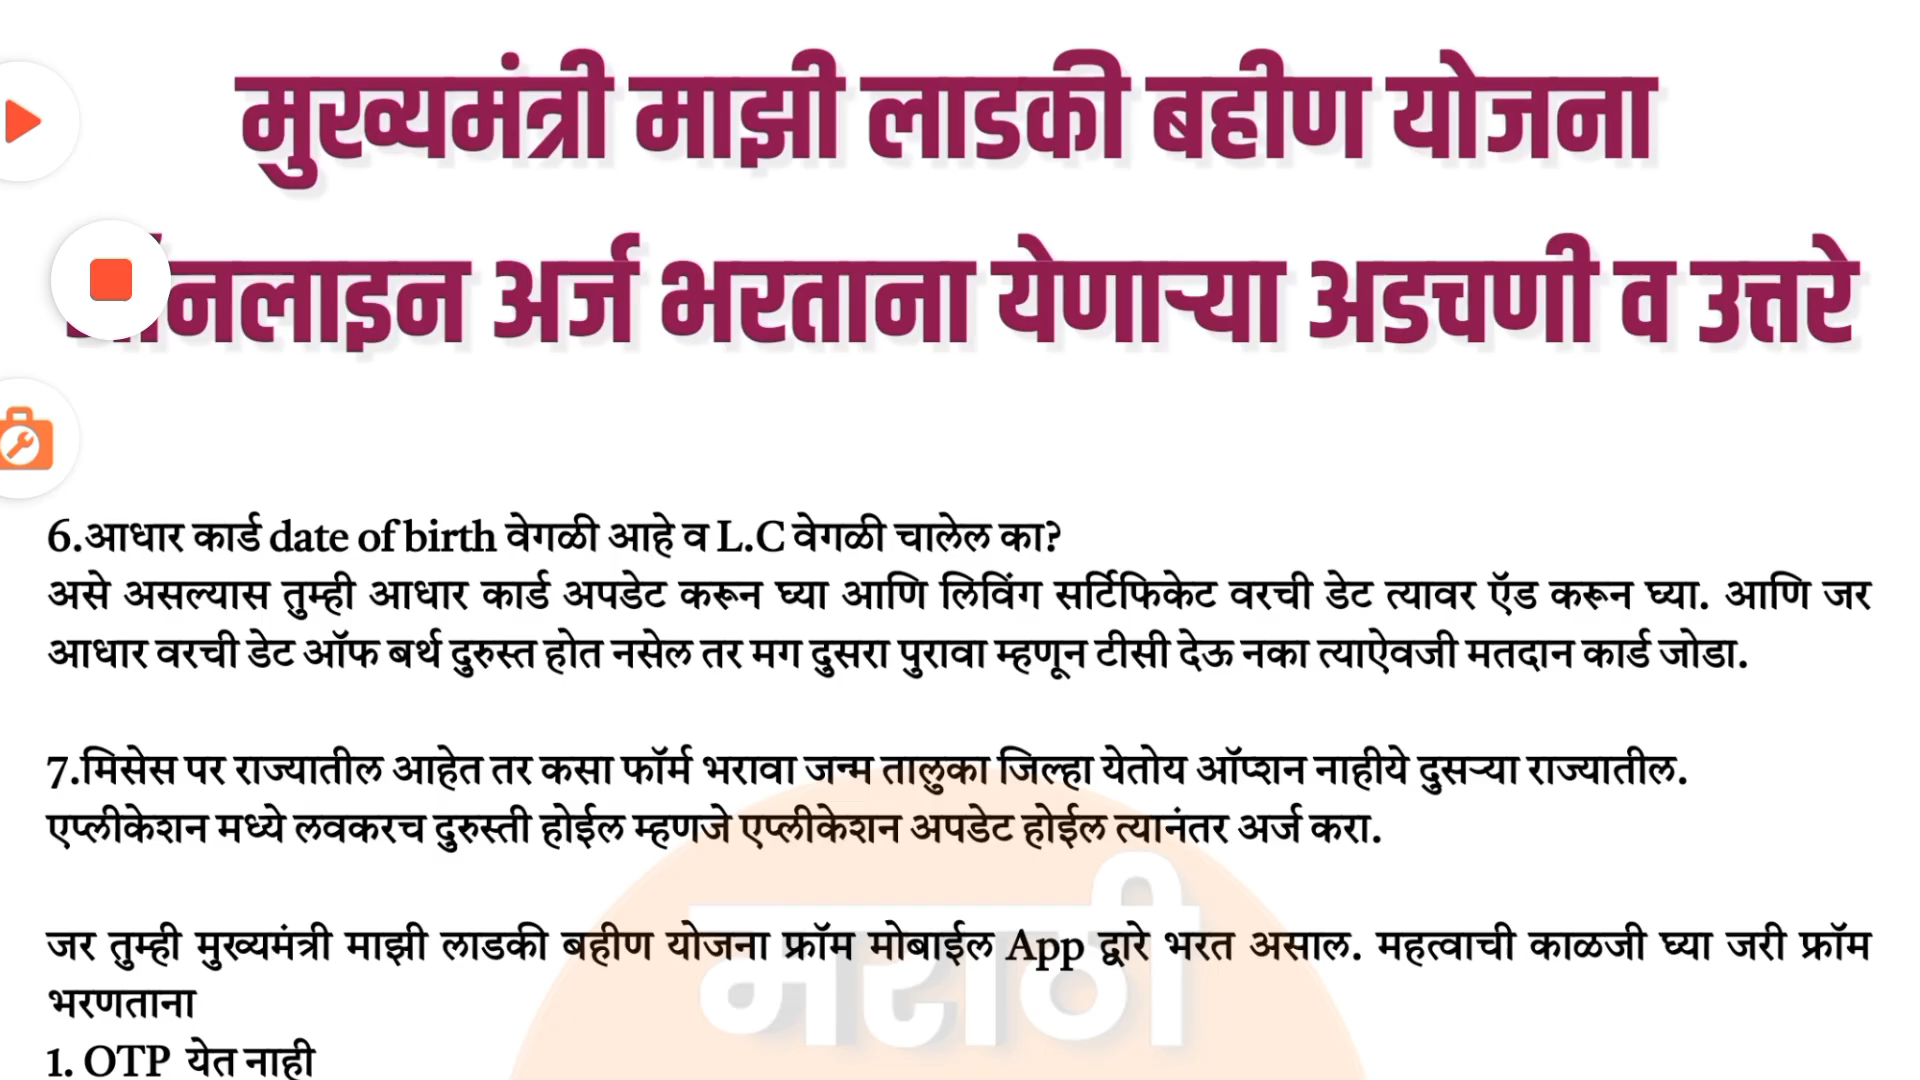 मुख्यमंत्री माझी लाडकी बहीण योजना
अर्ज भरताना येणाऱ्या अडचणी व उत्तरे
6.आधार कार्ड date of birth वेगळी आहे व L.C वेगळी चालेल का?
असे असल्यास तुम्ही आधार कार्ड अपडेट करून घ्या आणि लिविंग सर्टिफिकेट वरची डेट त्यावर ऍड करून घ्या. आणि जर
आधार वरची डेट ऑफ बर्थ दुरुस्त होत नसेल तर मग दुसरा पुरावा म्हणून टीसी देऊ नका त्याऐवजी मतदान कार्ड जोडा.
7.मिसेस पर राज्यातील आहेत तर कसा फॉर्म भरावा जन्म तालुका जिल्हा येतोय ऑप्शन नाहीये दुसऱ्या राज्यातील.
एप्लीकेशन मध्ये लवकरच दुरुस्ती होईल म्हणजे एप्लीकेशन अपडेट होईल त्यानंतर अर्ज करा.
मराठी
जर तुम्ही मुख्यमंत्री माझी लाडकी बहीण योजना फ्रॉम मोबाईल App द्वारे भरत असाल. महत्वाची काळजी घ्या जरी फ्रॉम
भरणताना
1. OTP येत नाही